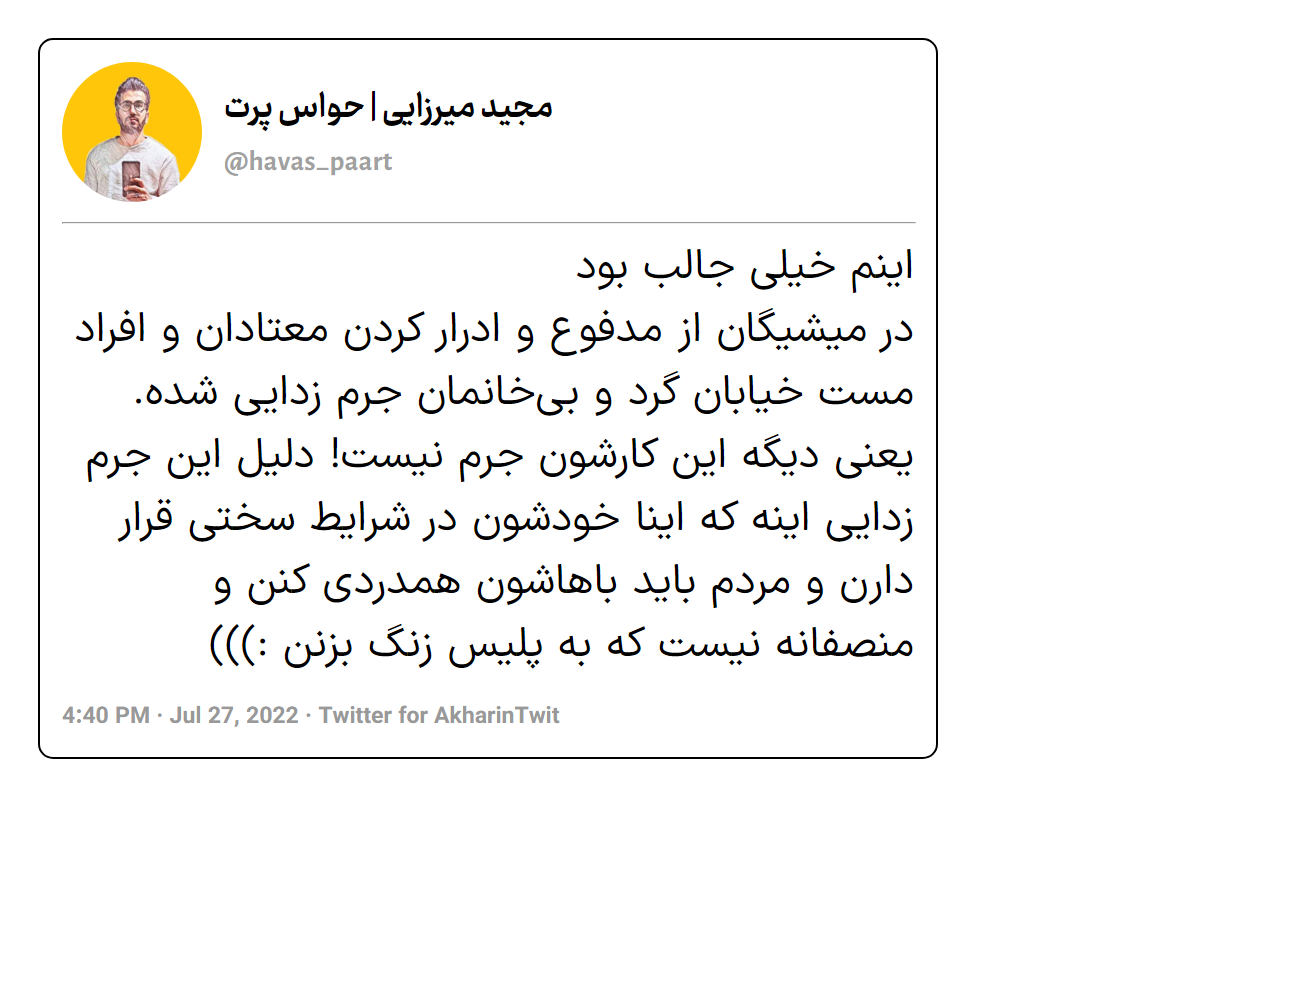 مجید میرزایی | حواس پرت
@havas_paart
اینم خیلی جالب بود
در میشیگان از مدفوع و ادرار کردن معتادان و افراد
مست خیابان گرد و بی‌خانمان جرم زدایی شده.
یعنی دیگه این کارشون جرم نیست! دلیل این جرم
زدایی اینه که اینا خودشون در شرایط سختی قرار
دارن و مردم باید باهاشون همدردی کنن و
منصفانه نیست که به پلیس زنگ بزنن :)))
4:40 PM · Jul 27, 2022 · Twitter for AkharinTwit